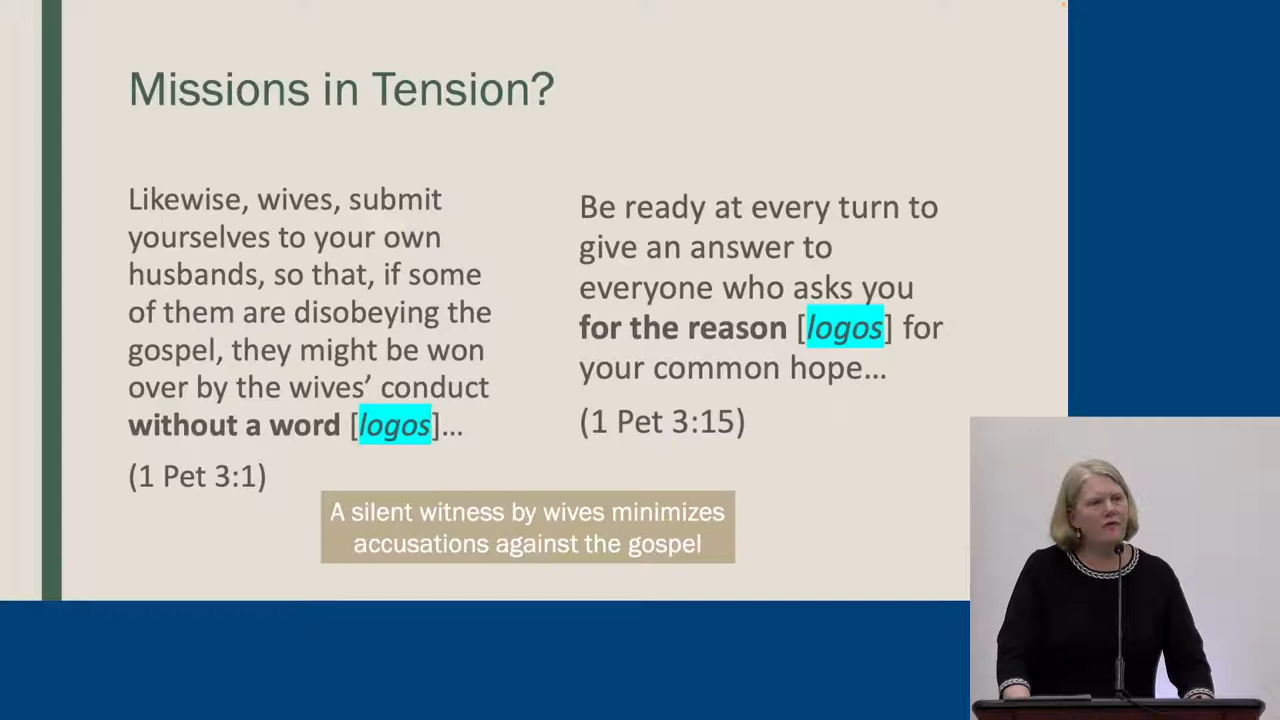 Missions in Tension?
Likewise, wives, submit
yourselves to your own
husbands, so that, if some
of them are disobeying the
gospel, they might be won
over by the wives’ conduct
without a word [logos]…
(1 Pet 3:1)
Be ready at every turn to
give an answer to
everyone who asks you
for the reason [logos] for
your common hope…
(1 Pet 3:15)
A silent witness by wives minimizes
accusations against the gospel